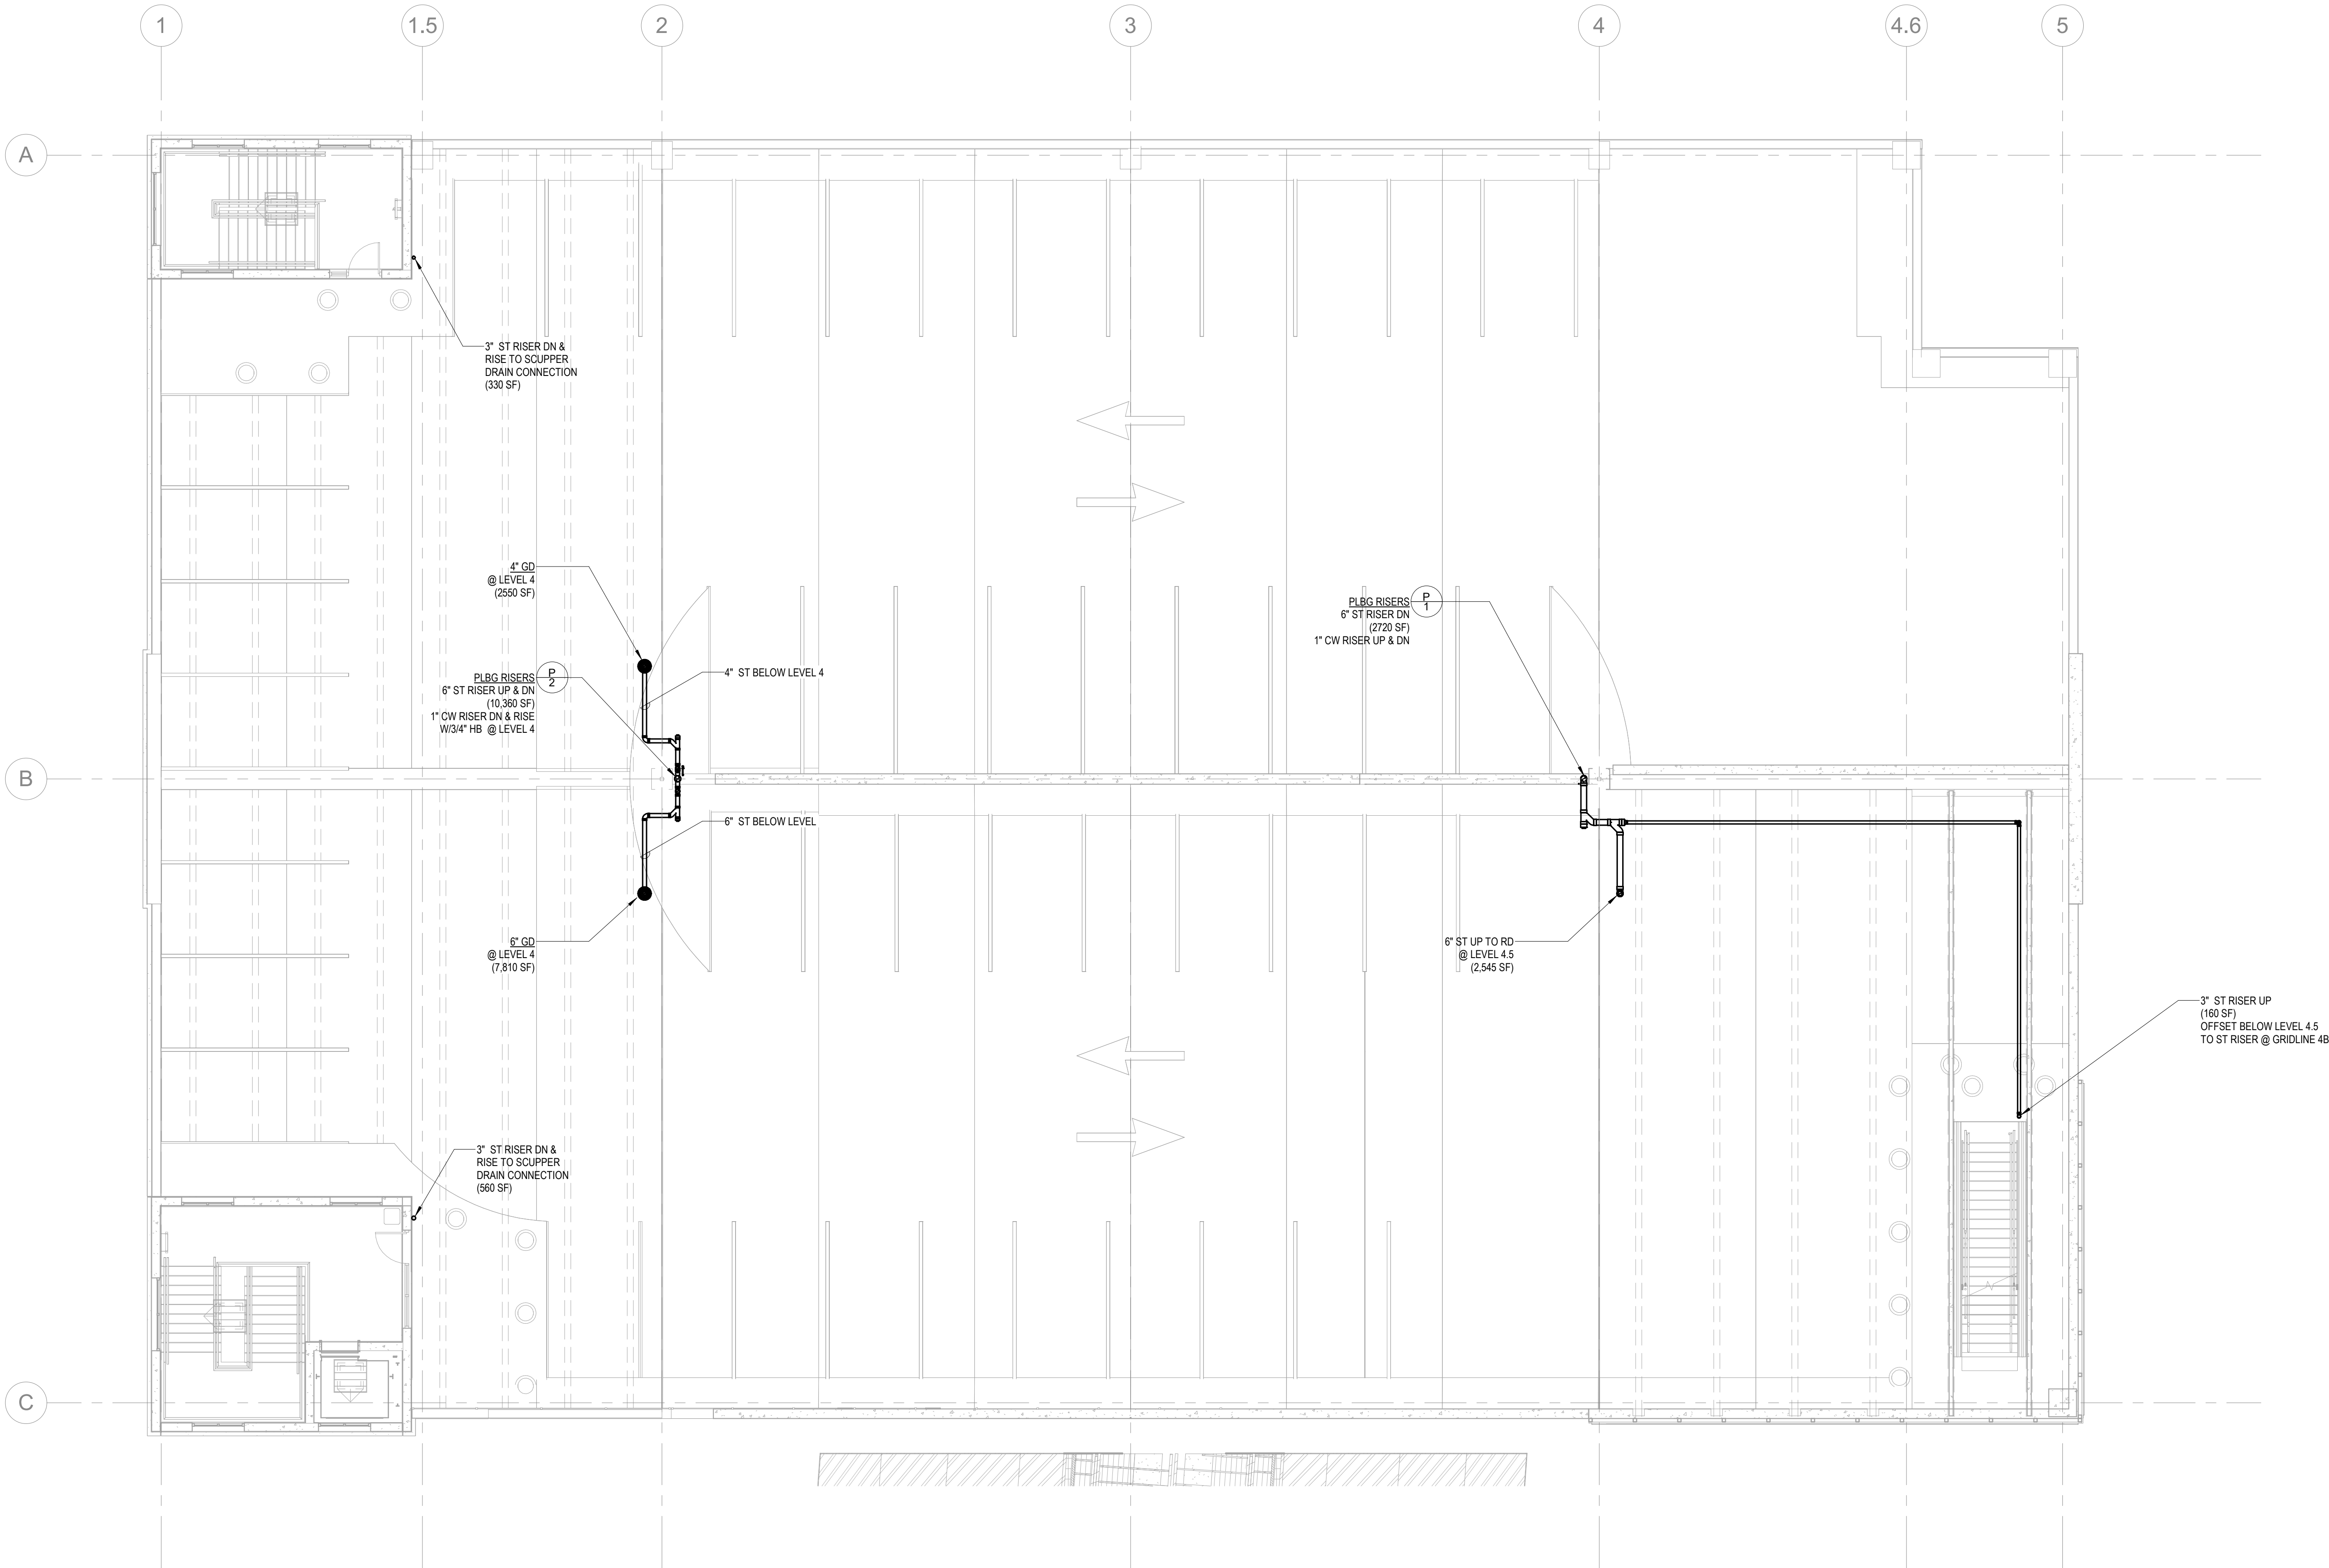 1
1.5
2
3
4
4.6
5
A
B
C
3" ST RISER DN &
RISE TO SCUPPER
DRAIN CONNECTION
(330 SF)
4" GD
@ LEVEL 4
(2550 SF)
PLBG RISERS
6" ST RISER UP & DN
(10,360 SF)
1" CW RISER DN & RISE
W/3/4" HB @ LEVEL 4
P
2
4" ST BELOW LEVEL 4
6" ST BELOW LEVEL
6" GD
@ LEVEL 4
(7,810 SF)
PLBG RISERS
6" ST RISER DN
(2720 SF)
1" CW RISER UP & DN
P
1
6" ST UP TO RD
@ LEVEL 4.5
(2,545 SF)
3" ST RISER UP
(160 SF)
OFFSET BELOW LEVEL 4.5
TO ST RISER @ GRIDLINE 4B
3" ST RISER DN &
RISE TO SCUPPER
DRAIN CONNECTION
(560 SF)